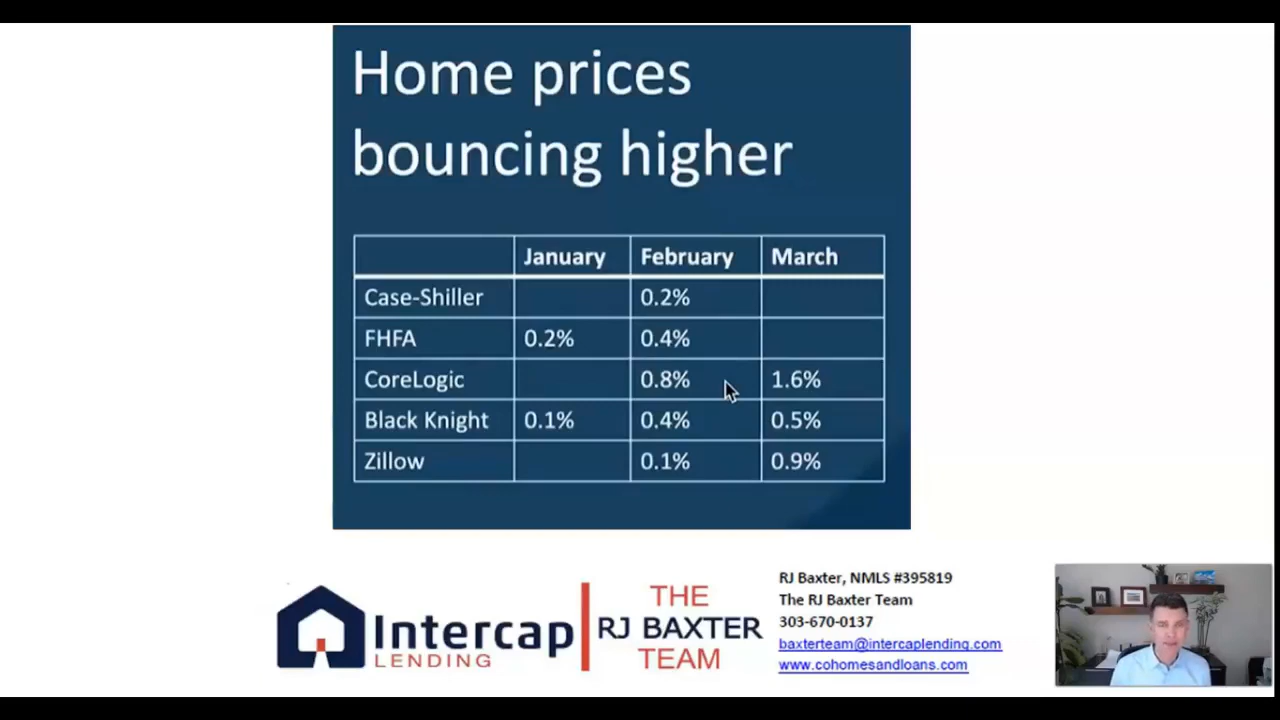 Home prices
bouncing higher
January February March
Case-Shiller 0.2%
FHFA 0.2% 0.4%
CoreLogic 0.8% 1.6%
Black Knight 0.1% 0.4% 0.5%
Zillow 0.1% 0.9%
Intercap
LENDING
THE
RJ BAXTER
TEAM
RJ Baxter, NMLS #395819
The RJ Baxter Team
303-670-0137
baxterteam@intercaplending.com
www.cohomesandloans.com